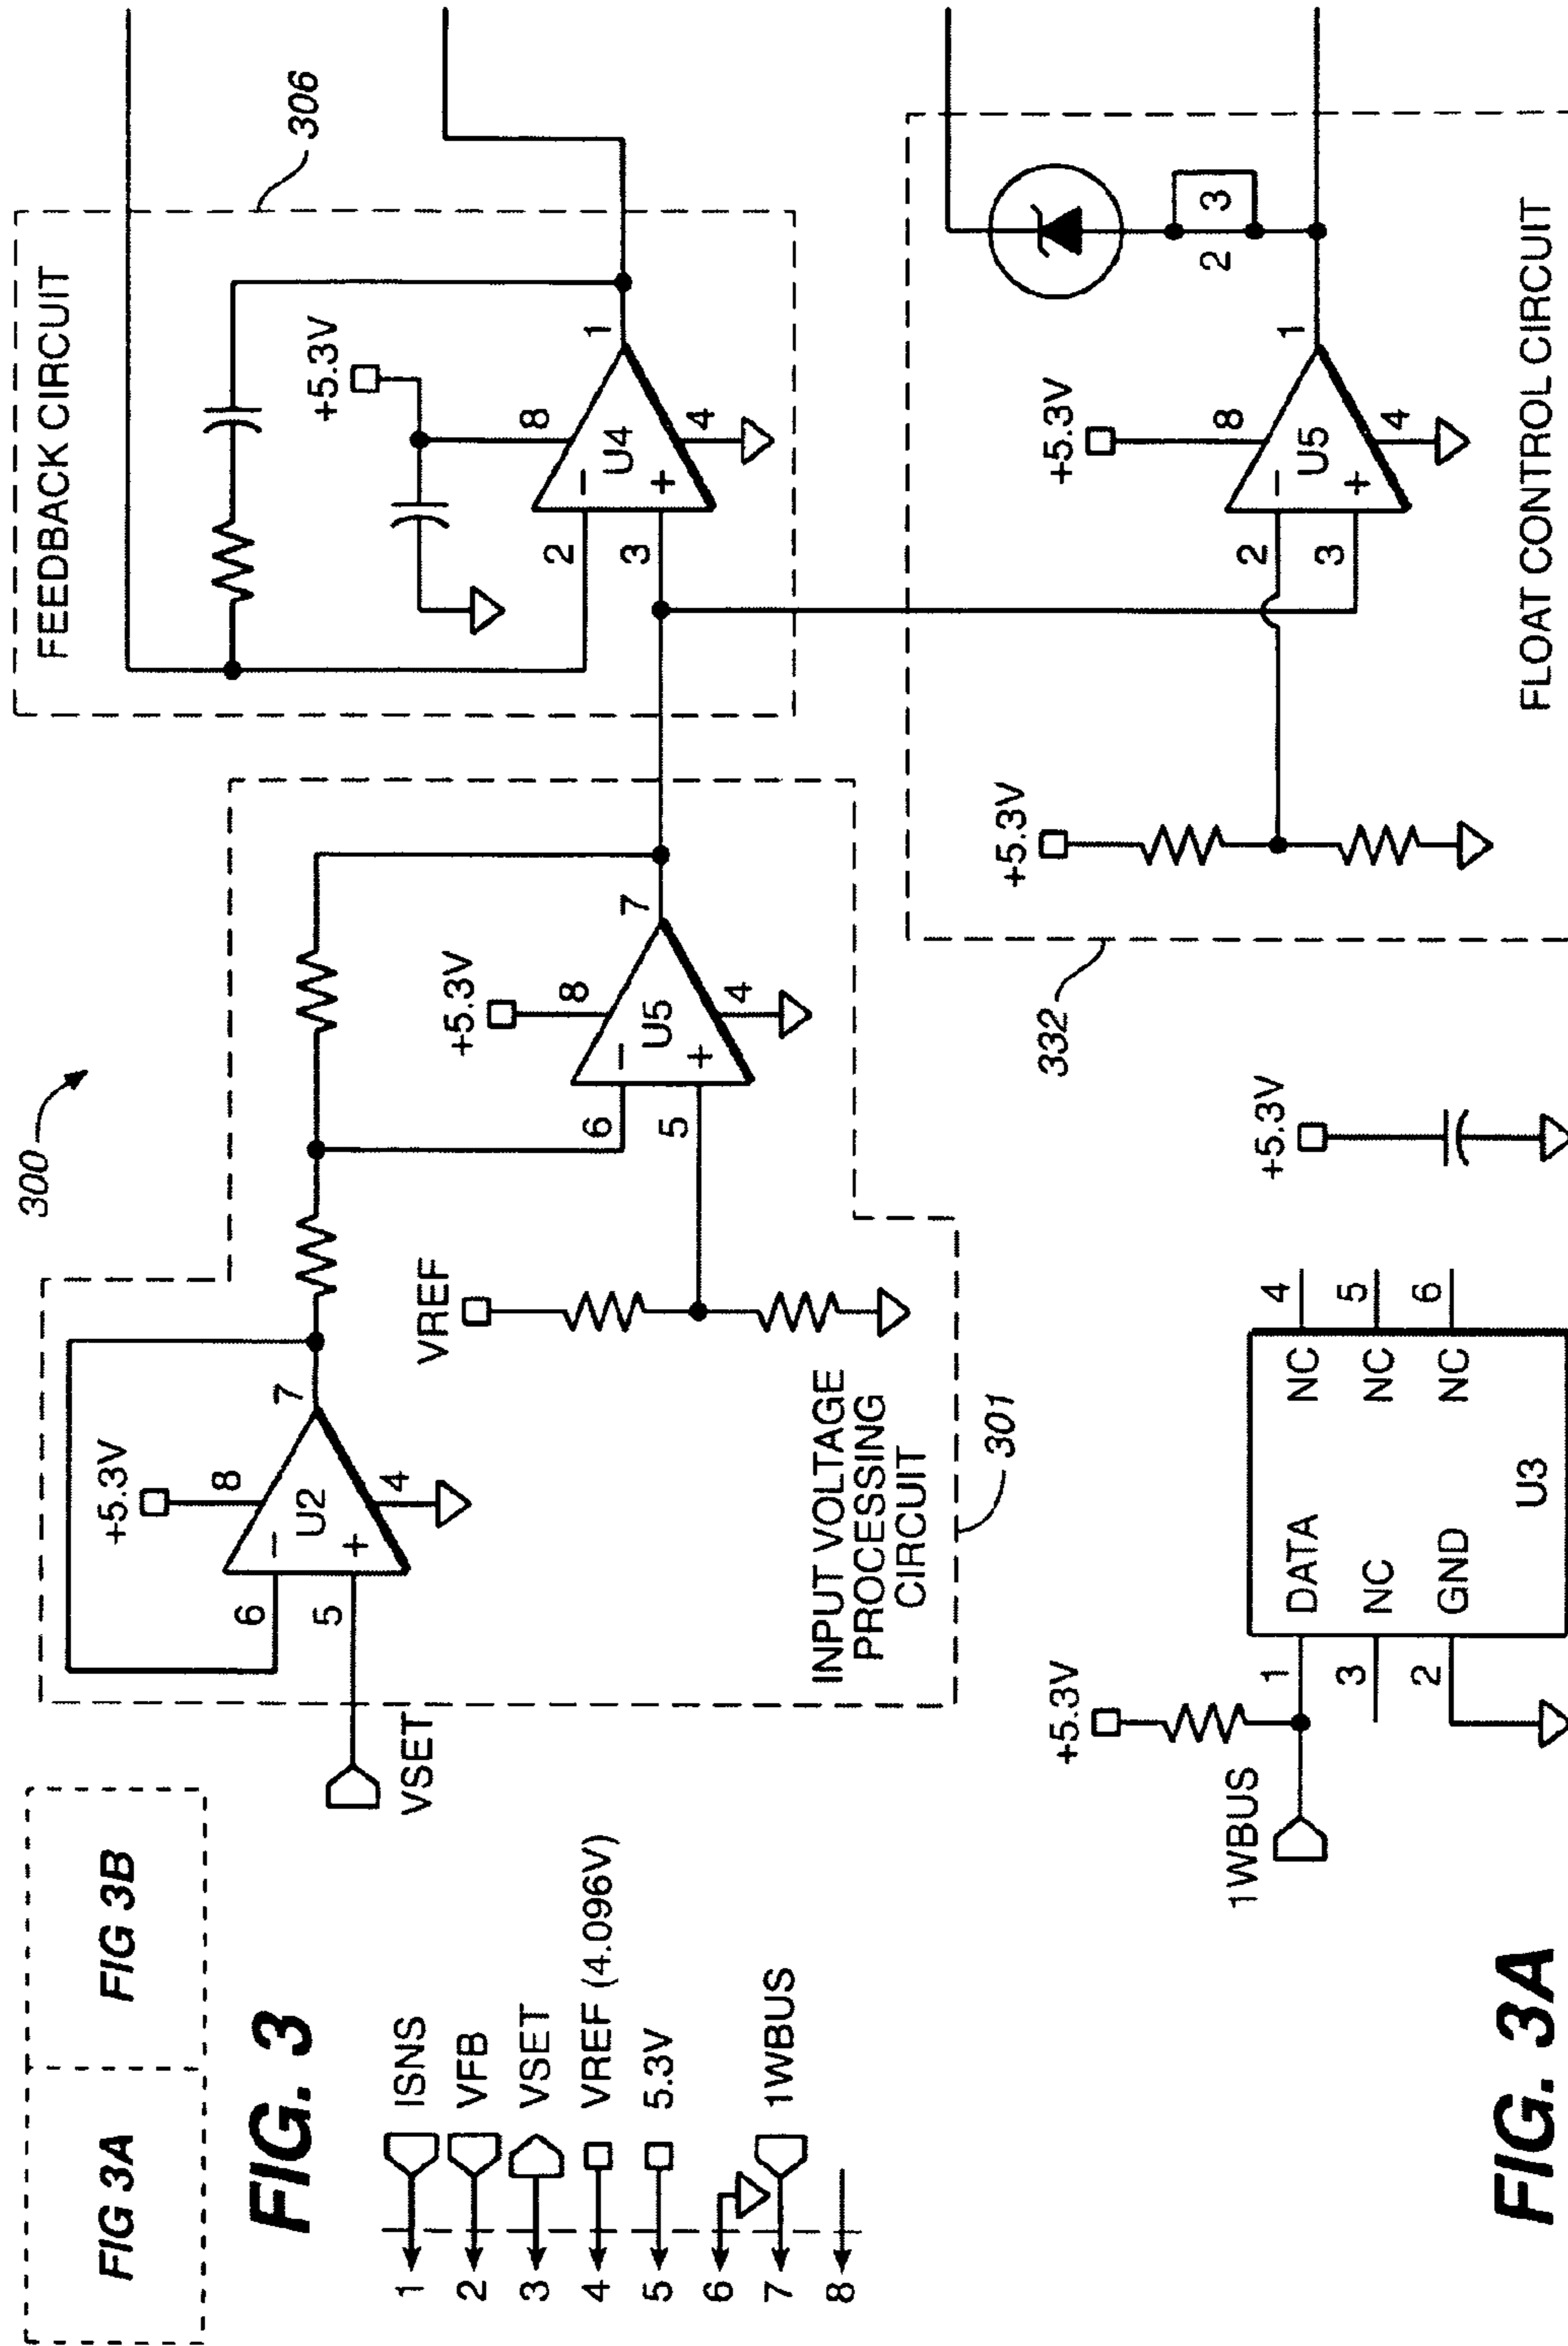 FIG 3A
FIG 3B
FIG. 3
1 ISNS
2 VFB
3 VSET
4 VREF (4.096V)
5 5.3V
6
7 1WBUS
8
300
VSET
5
6
+5.3V
8
U2
−
+
4
7
VREF
6
5
+5.3V
8
U5
−
+
4
7
INPUT VOLTAGE
PROCESSING
CIRCUIT
301
FEEDBACK CIRCUIT
306
+5.3V
2
3
8
U4
−
+
4
1
332
+5.3V
+5.3V
2
3
8
U5
−
+
4
1
2
3
FLOAT CONTROL CIRCUIT
1WBUS
+5.3V
1
3
2
DATA
NC
GND
NC
NC
NC
4
5
6
U3
+5.3V
FIG. 3A